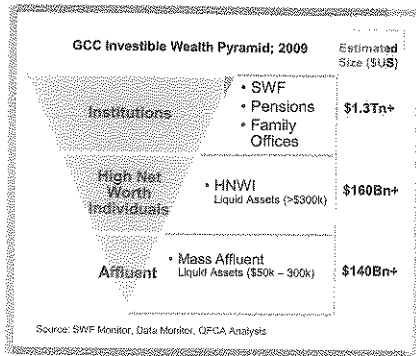 GCC Investible Wealth Pyramid; 2009
Estimated
Size ($US)
Institutions
• SWF
• Pensions
• Family
Offices
$1.3Tn+
High Net
Worth
Individuals
• HNWI
Liquid Assets (>$300k)
$160Bn+
Affluent
• Mass Affluent
Liquid Assets ($50k – 300k)
$140Bn+
Source: SWF Monitor, Data Monitor, QFCA Analysis